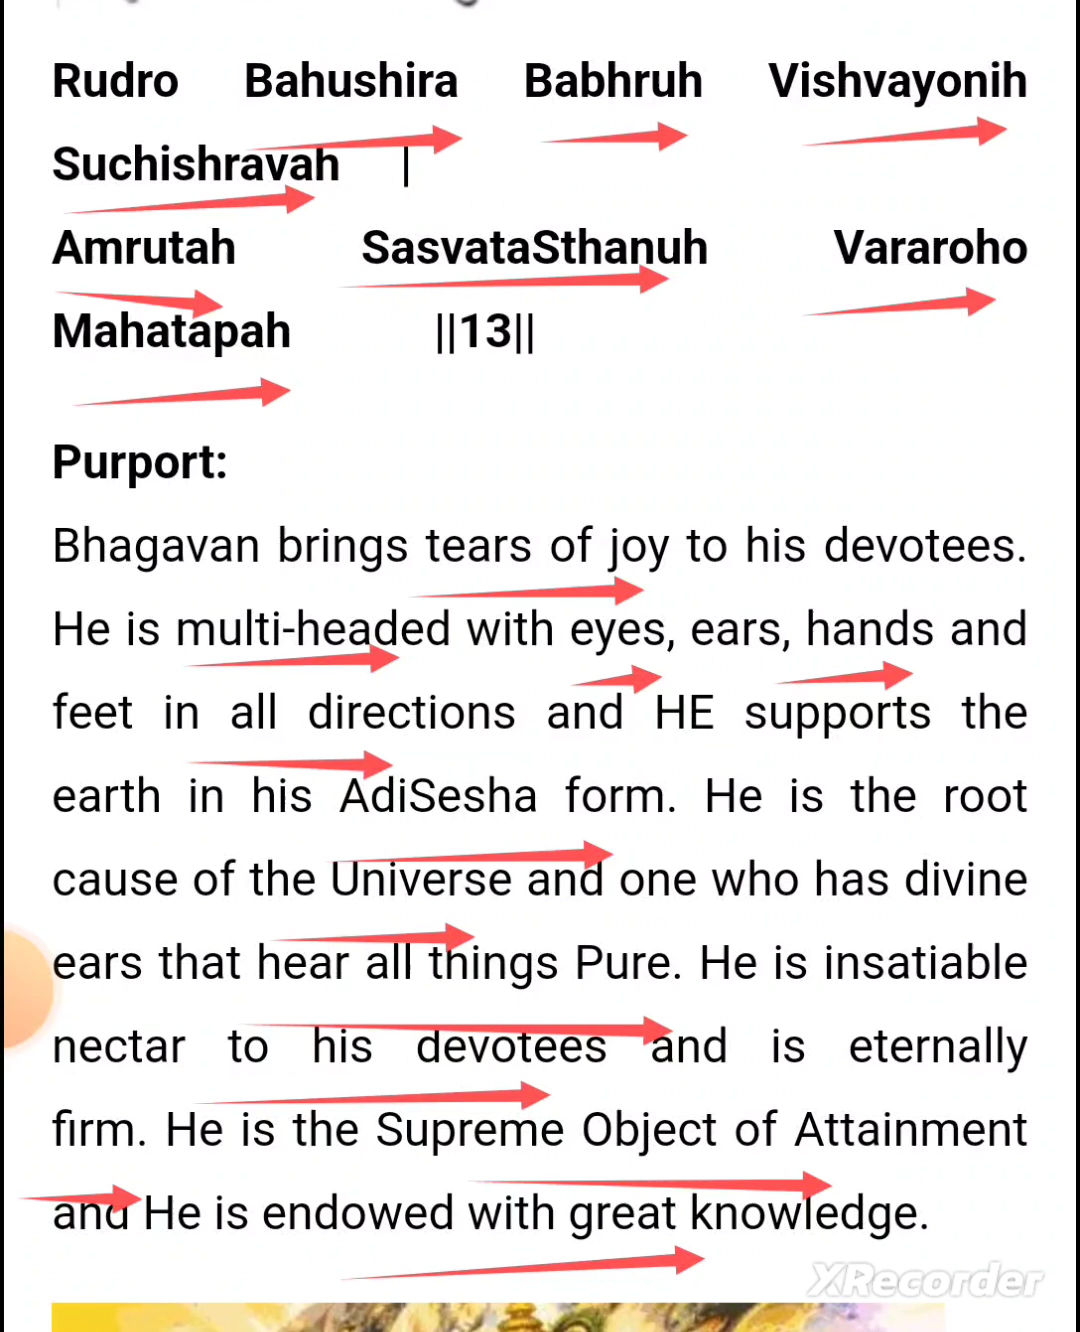 Rudro Bahushira Babhruh Vishvayonih
Suchishravah |
Amrutah SasvataSthanuh Vararoho
Mahatapah ||13||
Purport:
Bhagavan brings tears of joy to his devotees.
He is multi-headed with eyes, ears, hands and
feet in all directions and HE supports the
earth in his AdiSesha form. He is the root
cause of the Universe and one who has divine
ears that hear all things Pure. He is insatiable
nectar to his devotees and is eternally
firm. He is the Supreme Object of Attainment
and He is endowed with great knowledge.
XRecorder